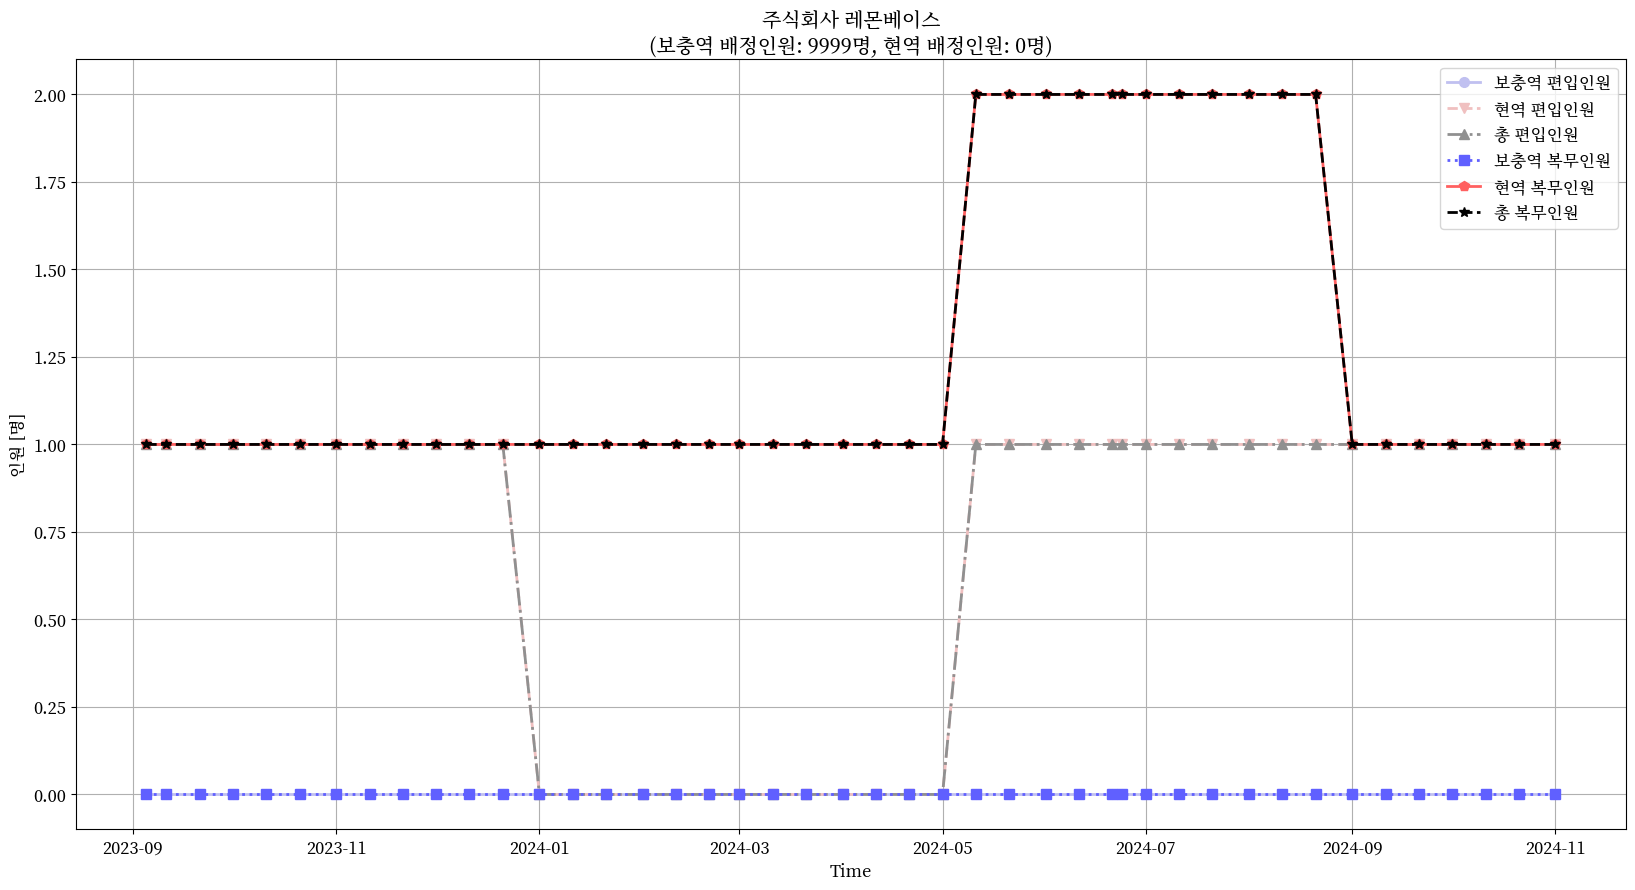 주식회사 레몬베이스
(보충역 배정인원: 9999명, 현역 배정인원: 0명)
보충역 편입인원
현역 편입인원
총 편입인원
보충역 복무인원
현역 복무인원
총 복무인원
인원 [명]
2.00
1.75
1.50
1.25
1.00
0.75
0.50
0.25
0.00
2023-09 2023-11 2024-01 2024-03 2024-05 2024-07 2024-09 2024-11
Time